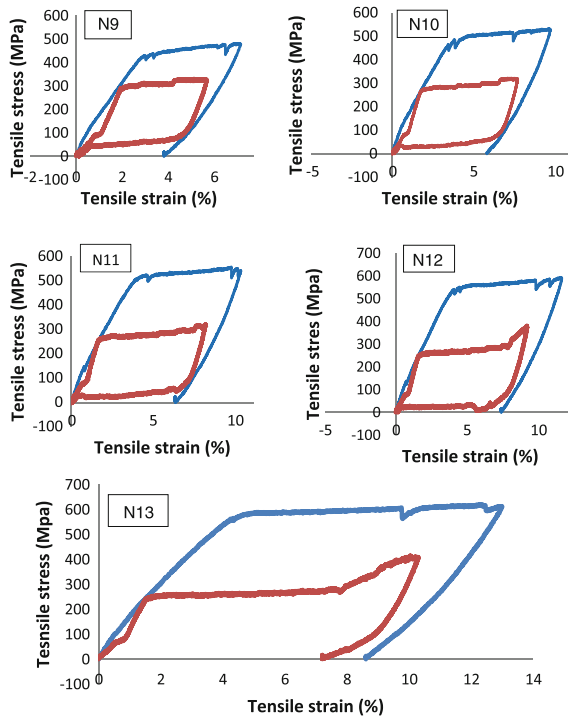 N9
Tensile stress (MPa)
600
500
400
300
200
100
0
-100
-2 0 2 4 6
Tensile strain (%)
N10
Tensile stress (MPa)
600
500
400
300
200
100
0
-100
-5 0 5 10
Tensile strain (%)
N11
Tensile stress (Mpa)
600
500
400
300
200
100
0
-100
0 5 10
Tensile strain (%)
N12
Tensile stres (Mpa)
700
600
500
400
300
200
100
0
-100
-5 0 5 10
Tensile strain (%)
N13
Tesnsile stress (Mpa)
700
600
500
400
300
200
100
0
-100
0 2 4 6 8 10 12 14
Tensile strain (%)